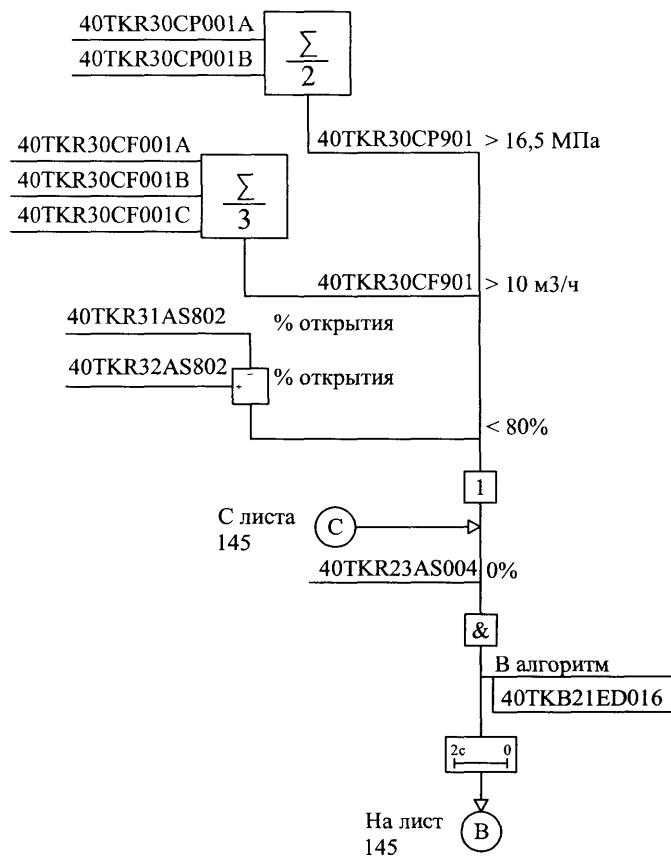 40TKR30CP001A
40TKR30CP001B
∑
2
40TKR30CP901 > 16,5 МПа
40TKR30CF001A
40TKR30CF001B
40TKR30CF001C
∑
3
40TKR30CF901 > 10 м3/ч
40TKR31AS802
% открытия
40TKR32AS802
% открытия
−
+
< 80%
1
С листа
145
С
40TKR23AS004 0%
&
В алгоритм
40TKB21ED016
2с 0
На лист
145
В